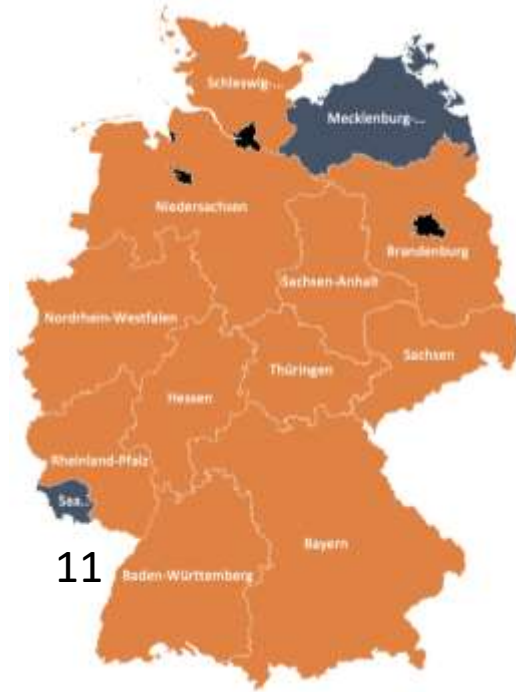 Schleswig-...
Mecklenburg-...
Niedersachsen
Brandenburg
Sachsen-Anhalt
Nordrhein-Westfalen
Sachsen
Thüringen
Hessen
Rheinland-Pfalz
Saa...
Bayern
11
Baden-Württemberg